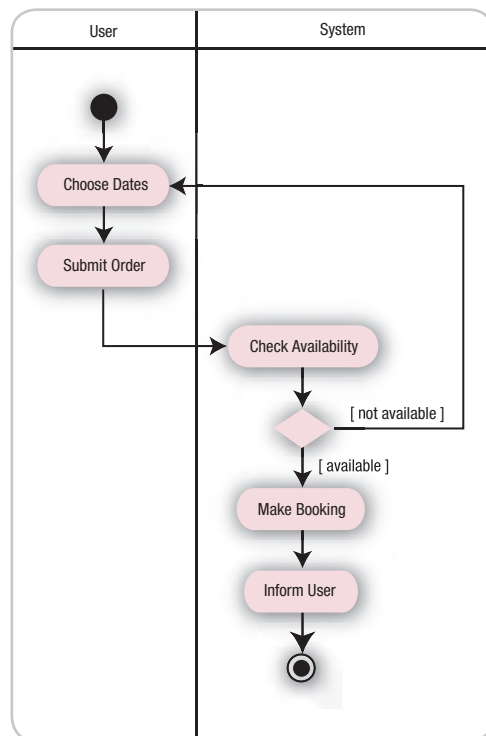 User
System
Choose Dates
Submit Order
Check Availability
[ not available ]
[ available ]
Make Booking
Inform User